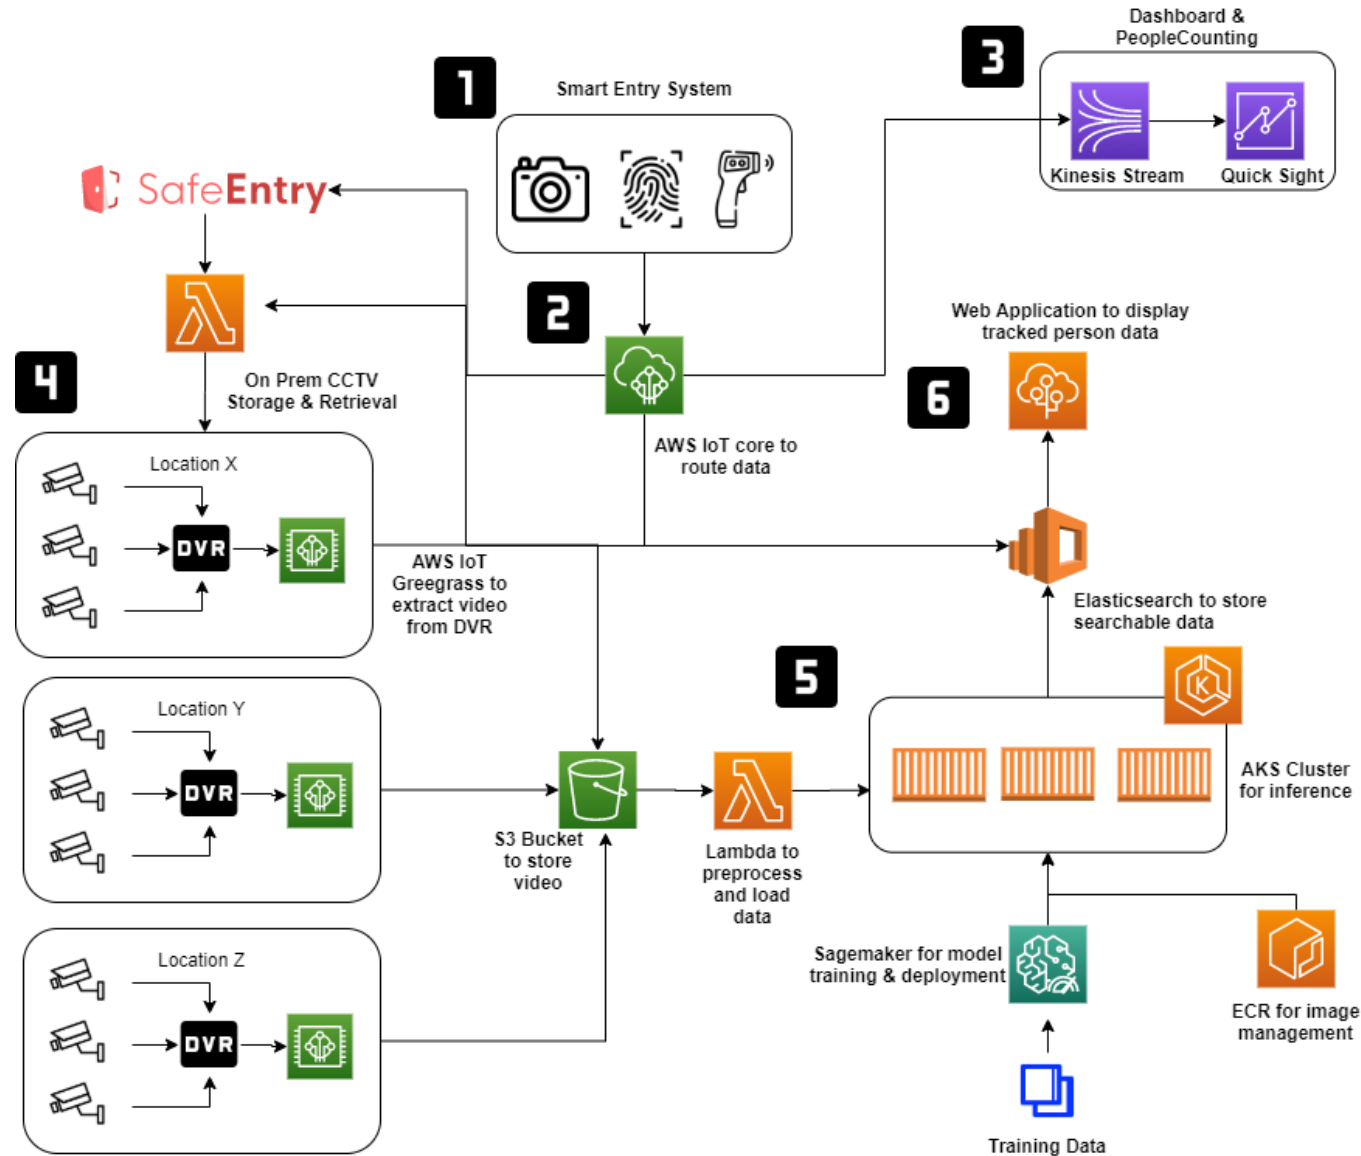 Dashboard &
PeopleCounting
3
1
Smart Entry System
Kinesis Stream
Quick Sight
SafeEntry
2
Web Application to display
tracked person data
4
On Prem CCTV
Storage & Retrieval
6
AWS IoT core to
route data
Location X
DVR
AWS IoT
Greegrass to
extract video
from DVR
Elasticsearch to store
searchable data
5
K
Location Y
DVR
AKS Cluster
for inference
S3 Bucket
to store
video
Lambda to
preprocess
and load
data
Location Z
DVR
Sagemaker for model
training & deployment
ECR for image
management
Training Data